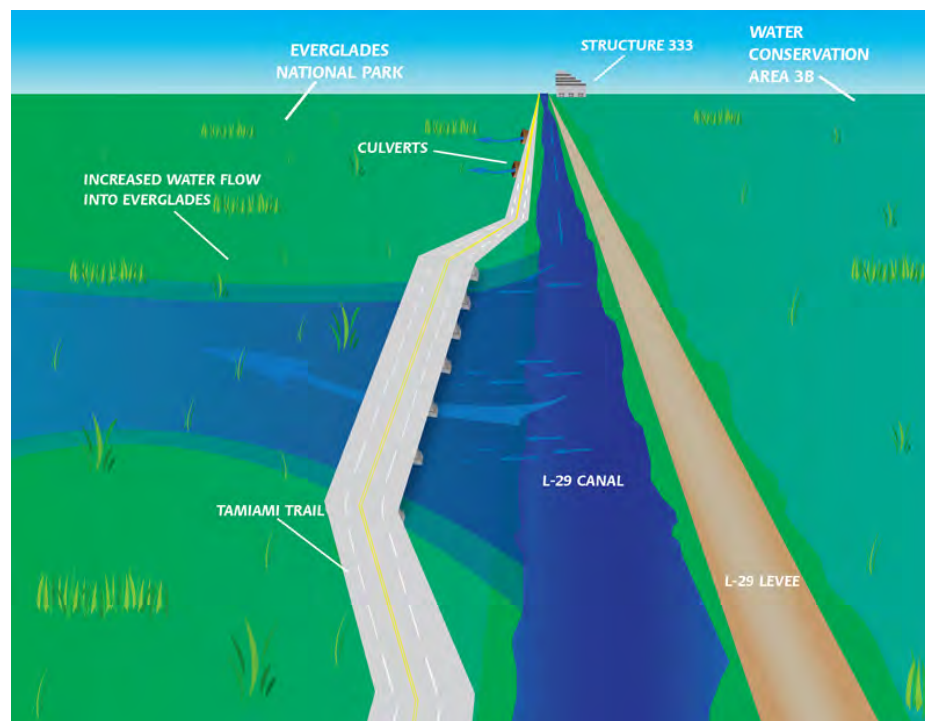 EVERGLADES
NATIONAL PARK
STRUCTURE 333
WATER
CONSERVATION
AREA 3B
CULVERTS
INCREASED WATER FLOW
INTO EVERGLADES
L-29 CANAL
TAMIAMI TRAIL
L-29 LEVEE